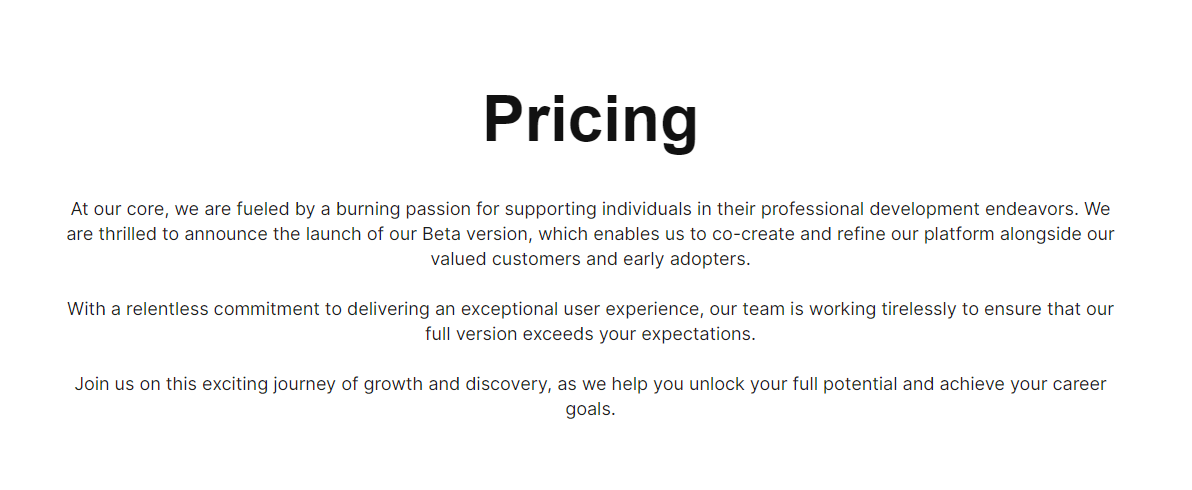 Pricing
At our core, we are fueled by a burning passion for supporting individuals in their professional development endeavors. We
are thrilled to announce the launch of our Beta version, which enables us to co-create and refine our platform alongside our
valued customers and early adopters.
With a relentless commitment to delivering an exceptional user experience, our team is working tirelessly to ensure that our
full version exceeds your expectations.
Join us on this exciting journey of growth and discovery, as we help you unlock your full potential and achieve your career
goals.